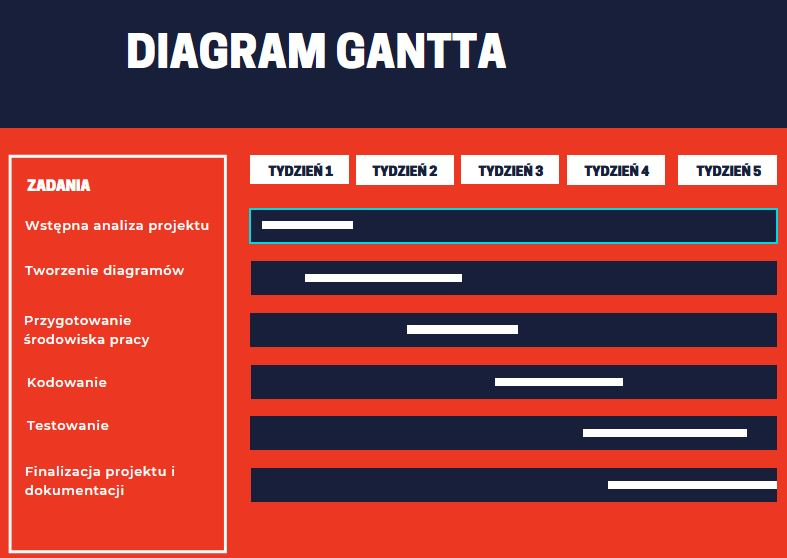 DIAGRAM GANTTA
TYDZIEŃ 1
TYDZIEŃ 2
TYDZIEŃ 3
TYDZIEŃ 4
TYDZIEŃ 5
ZADANIA
Wstępna analiza projektu
Tworzenie diagramów
Przygotowanie
środowiska pracy
Kodowanie
Testowanie
Finalizacja projektu i
dokumentacji